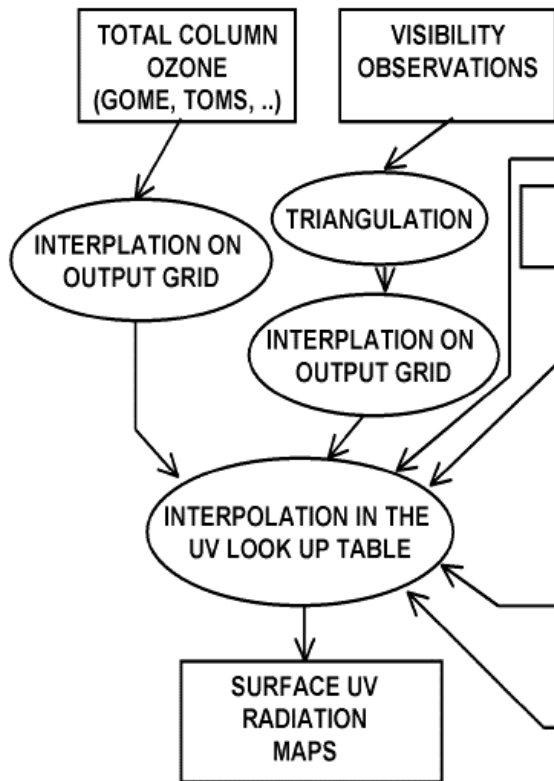 TOTAL COLUMN
OZONE
(GOME, TOMS, ..)
VISIBILITY
OBSERVATIONS
INTERPLATION ON
OUTPUT GRID
TRIANGULATION
INTERPLATION ON
OUTPUT GRID
INTERPOLATION IN THE
UV LOOK UP TABLE
SURFACE UV
RADIATION
MAPS